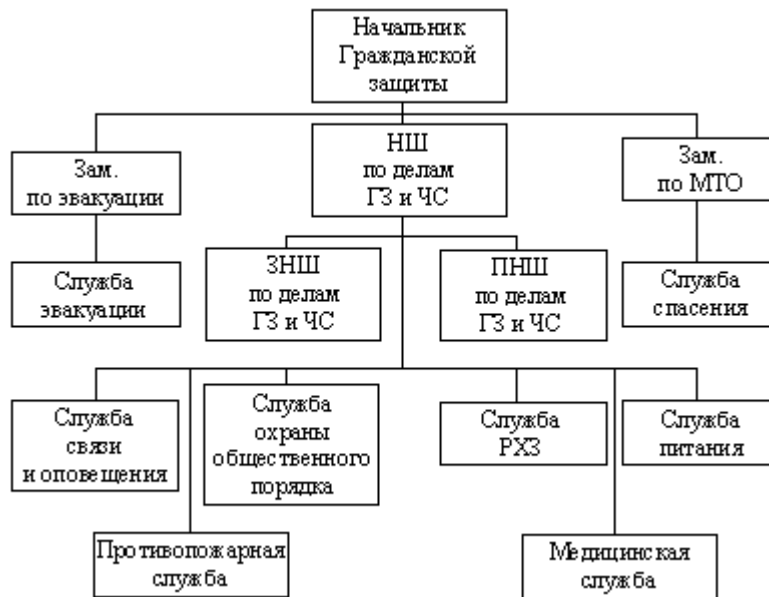 Начальник
Гражданской
защиты
Зам.
по эвакуации
НШ
по делам
ГЗ и ЧС
Зам.
по МТО
Служба
эвакуации
ЗНШ
по делам
ГЗ и ЧС
ПНШ
по делам
ГЗ и ЧС
Служба
спасения
Служба
связи
и оповещения
Служба
охраны
общественного
порядка
Служба
РХЗ
Служба
питания
Противопожарная
служба
Медицинская
служба